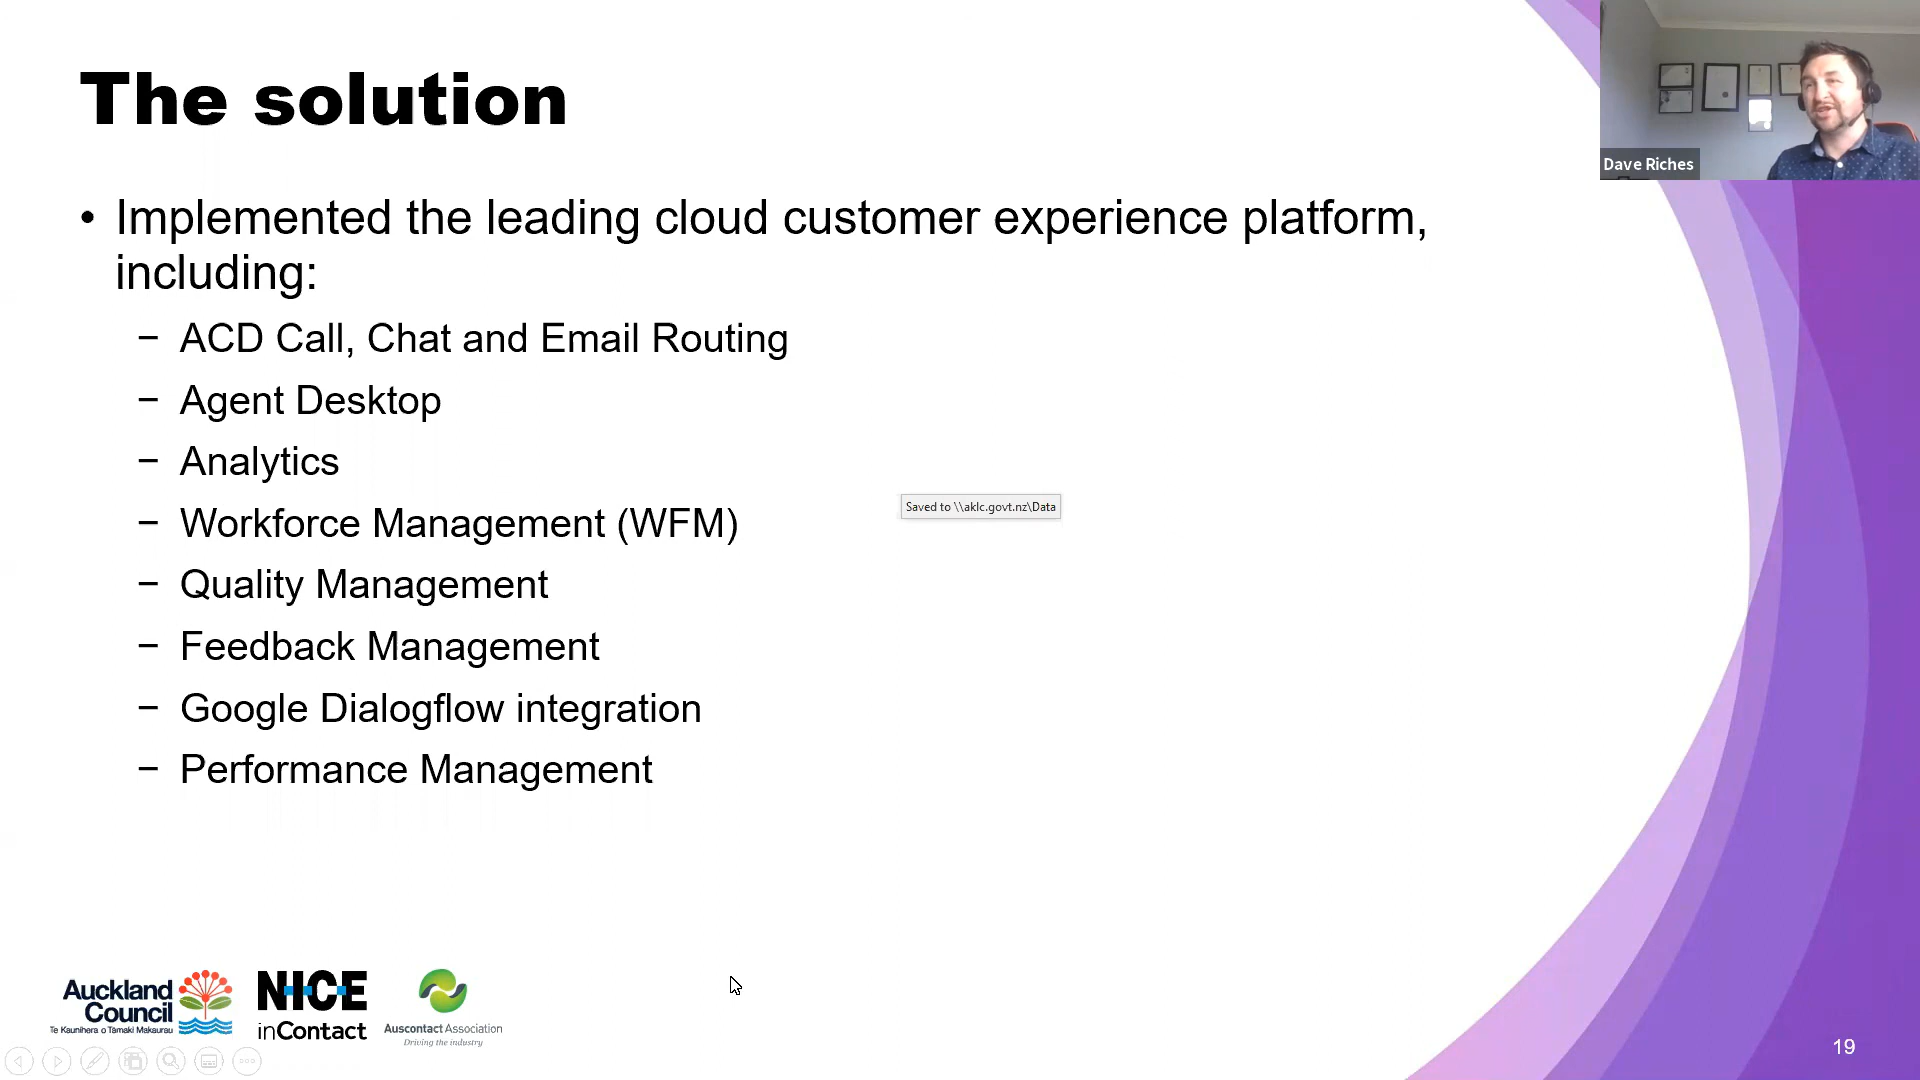 The solution
Dave Riches
• Implemented the leading cloud customer experience platform,
including:
− ACD Call, Chat and Email Routing
− Agent Desktop
− Analytics
− Workforce Management (WFM)
Saved to \\aklc.govt.nz\Data
− Quality Management
− Feedback Management
− Google Dialogflow integration
− Performance Management
Auckland
Council
Te Kaunihera o Tāmaki Makaurau
NICE
inContact
Auscontact Association
Driving the industry
19